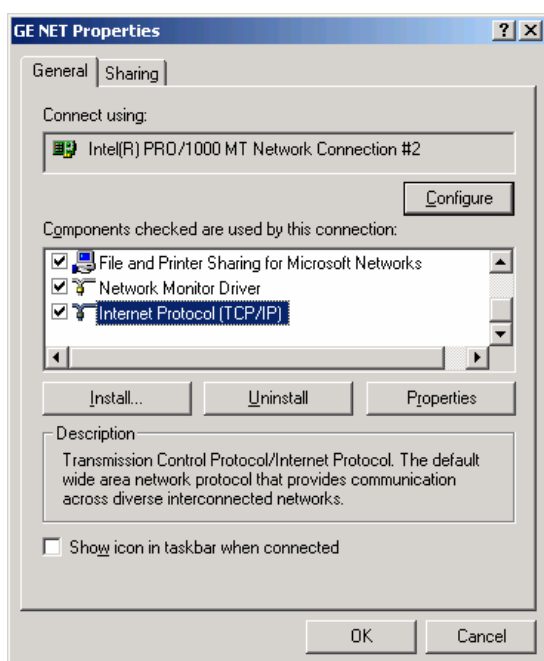 GE NET Properties
General
Sharing
Connect using:
Intel(R) PRO/1000 MT Network Connection #2
Configure
Components checked are used by this connection:
File and Printer Sharing for Microsoft Networks
Network Monitor Driver
Internet Protocol (TCP/IP)
Install...
Uninstall
Properties
Description
Transmission Control Protocol/Internet Protocol. The default
wide area network protocol that provides communication
across diverse interconnected networks.
Show icon in taskbar when connected
OK
Cancel